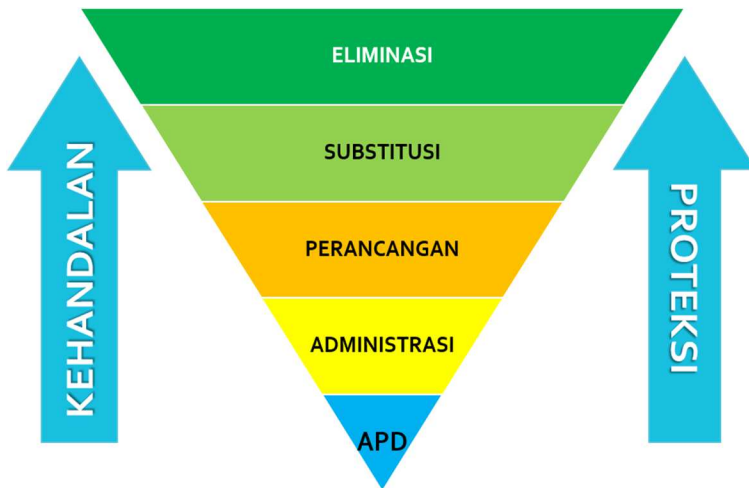 ELIMINASI
SUBSTITUSI
PERANCANGAN
ADMINISTRASI
APD
KEHANDALAN
PROTEKSI